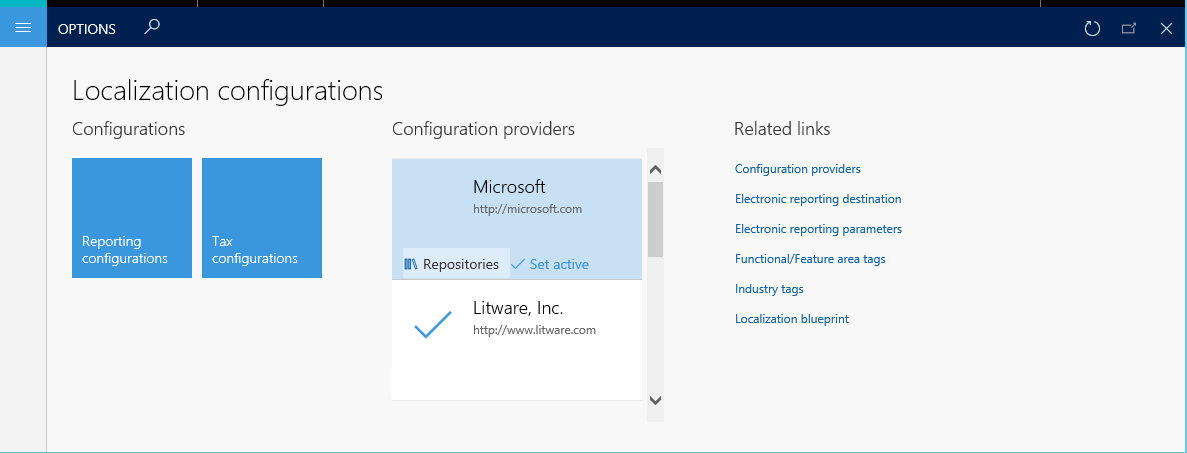 OPTIONS
Localization configurations
Configurations
Reporting
configurations
Tax
configurations
Configuration providers
Microsoft
http://microsoft.com
Repositories
Set active
Litware, Inc.
http://www.litware.com
Related links
Configuration providers
Electronic reporting destination
Electronic reporting parameters
Functional/Feature area tags
Industry tags
Localization blueprint